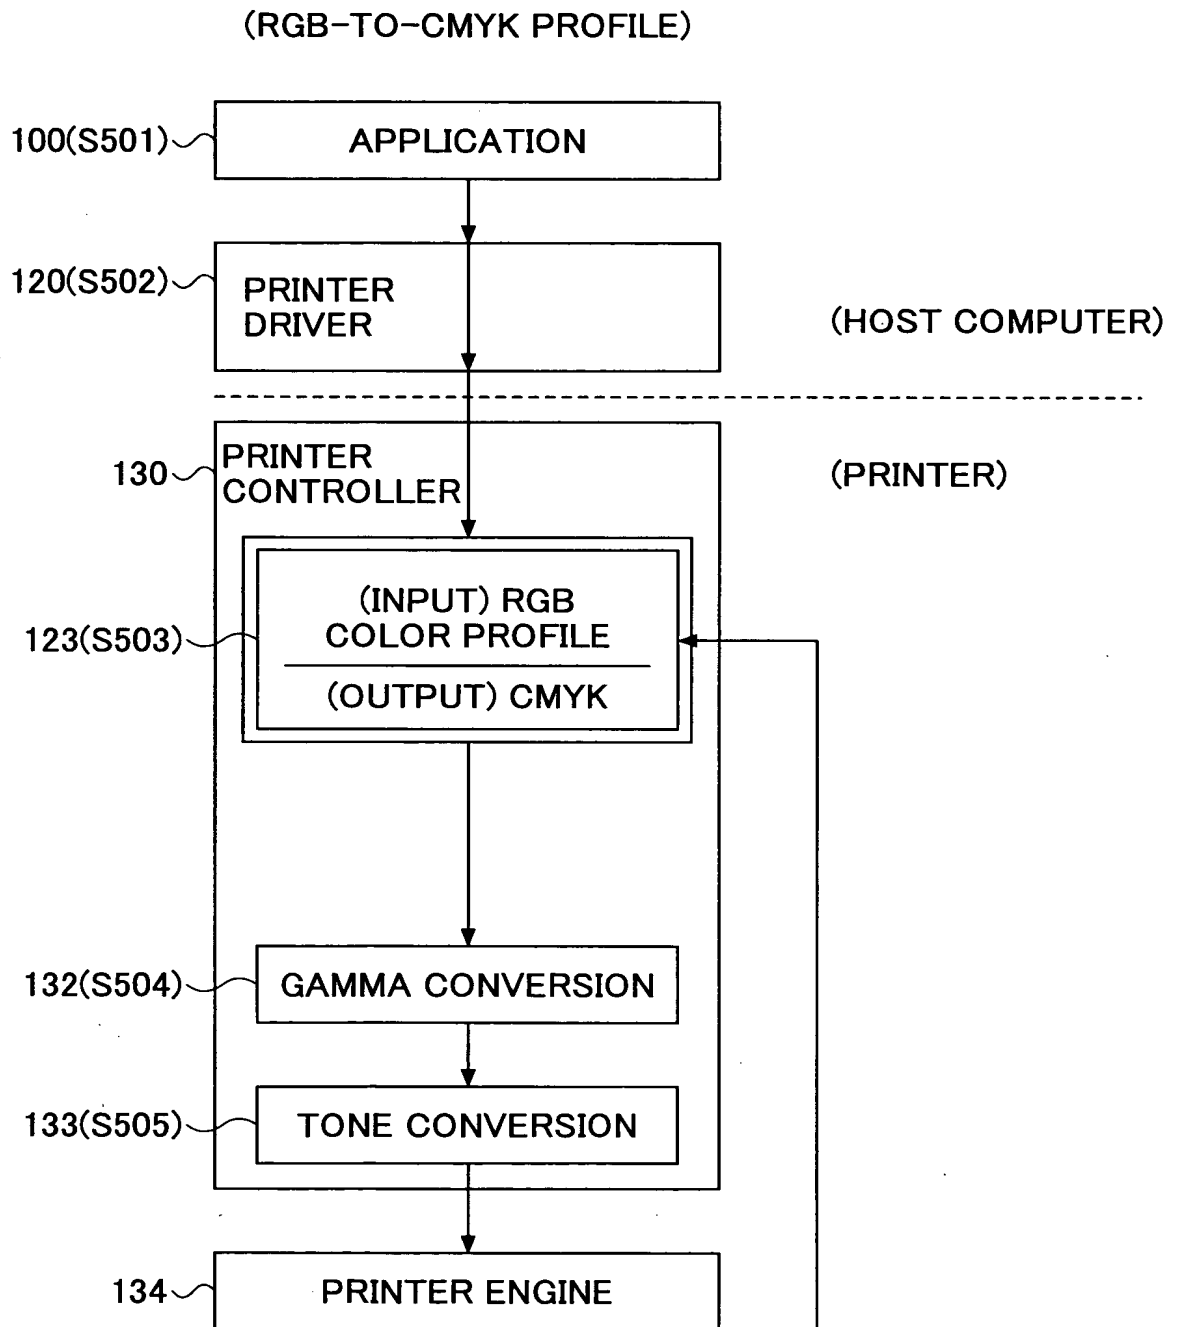 (RGB-TO-CMYK PROFILE)
100(S501)
APPLICATION
120(S502)
PRINTER
DRIVER
(HOST COMPUTER)
130
PRINTER
CONTROLLER
(PRINTER)
123(S503)
(INPUT) RGB
COLOR PROFILE
(OUTPUT) CMYK
132(S504)
GAMMA CONVERSION
133(S505)
TONE CONVERSION
134
PRINTER ENGINE